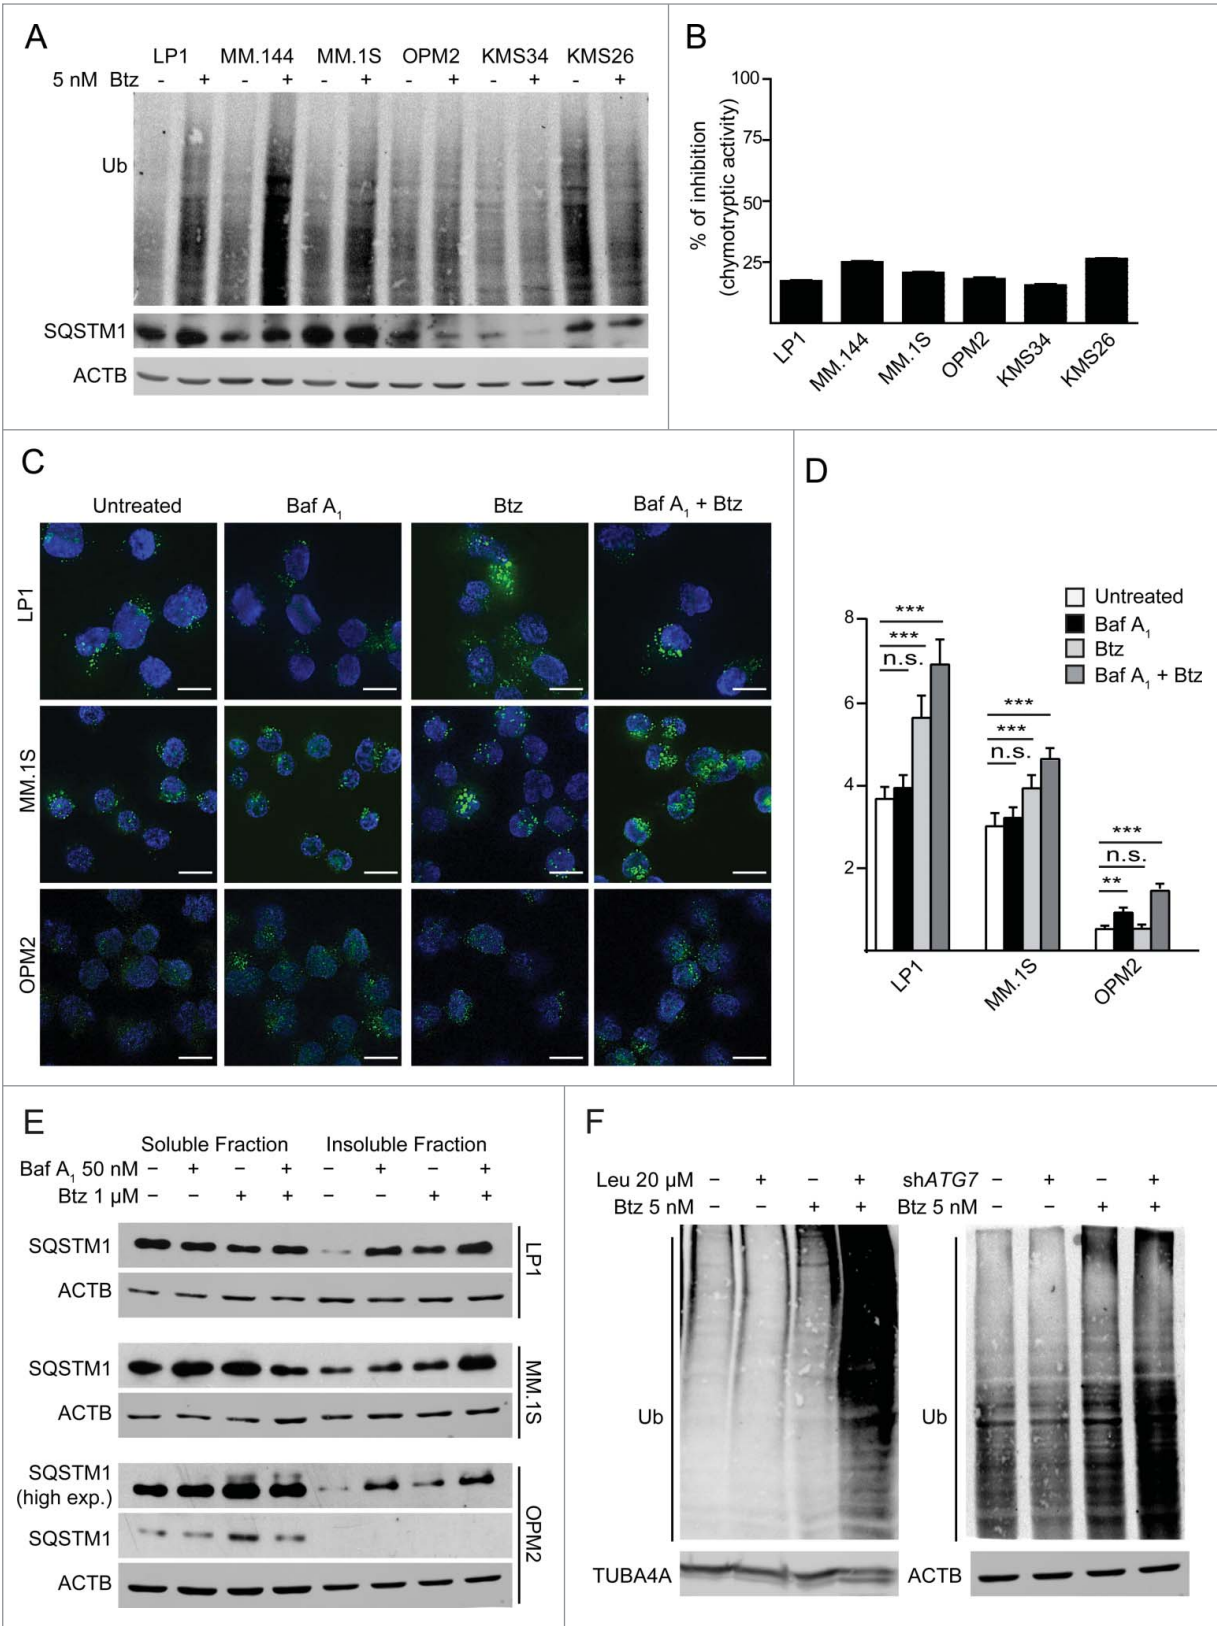 A
LP1 MM.144 MM.1S OPM2 KMS34 KMS26
5 nM Btz - + - + - + - + - + - +
Ub
SQSTM1
ACTB
B
% of inhibition
(chymotryptic activity)
100
75
50
25
LP1 MM.144 MM.1S OPM2 KMS34 KMS26
C
Untreated Baf A₁ Btz Baf A₁ + Btz
LP1
MM.1S
OPM2
D
Untreated
Baf A₁
Btz
Baf A₁ + Btz
8
6
4
2
***
***
n.s.
***
***
n.s.
***
n.s.
**
LP1 MM.1S OPM2
E
Soluble Fraction Insoluble Fraction
Baf A₁ 50 nM – + – + – + – +
Btz 1 µM – – + + – – + +
SQSTM1
ACTB
LP1
SQSTM1
ACTB
MM.1S
SQSTM1
(high exp.)
SQSTM1
ACTB
OPM2
F
Leu 20 µM – + – +
Btz 5 nM – – + +
Ub
TUBA4A
shATG7 – + – +
Btz 5 nM – – + +
Ub
ACTB